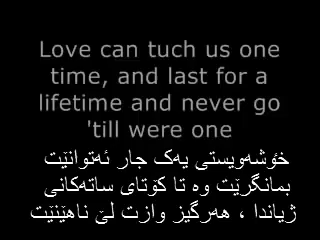 Love can tuch us one
time, and last for a
lifetime and never go
'till were one
خۆشەویستی یەک جار ئەتوانێت
بمانگرێت وە تا کۆتای ساتەکانی
ژیاندا ، هەرگیز وازت لێ ناهێنێت